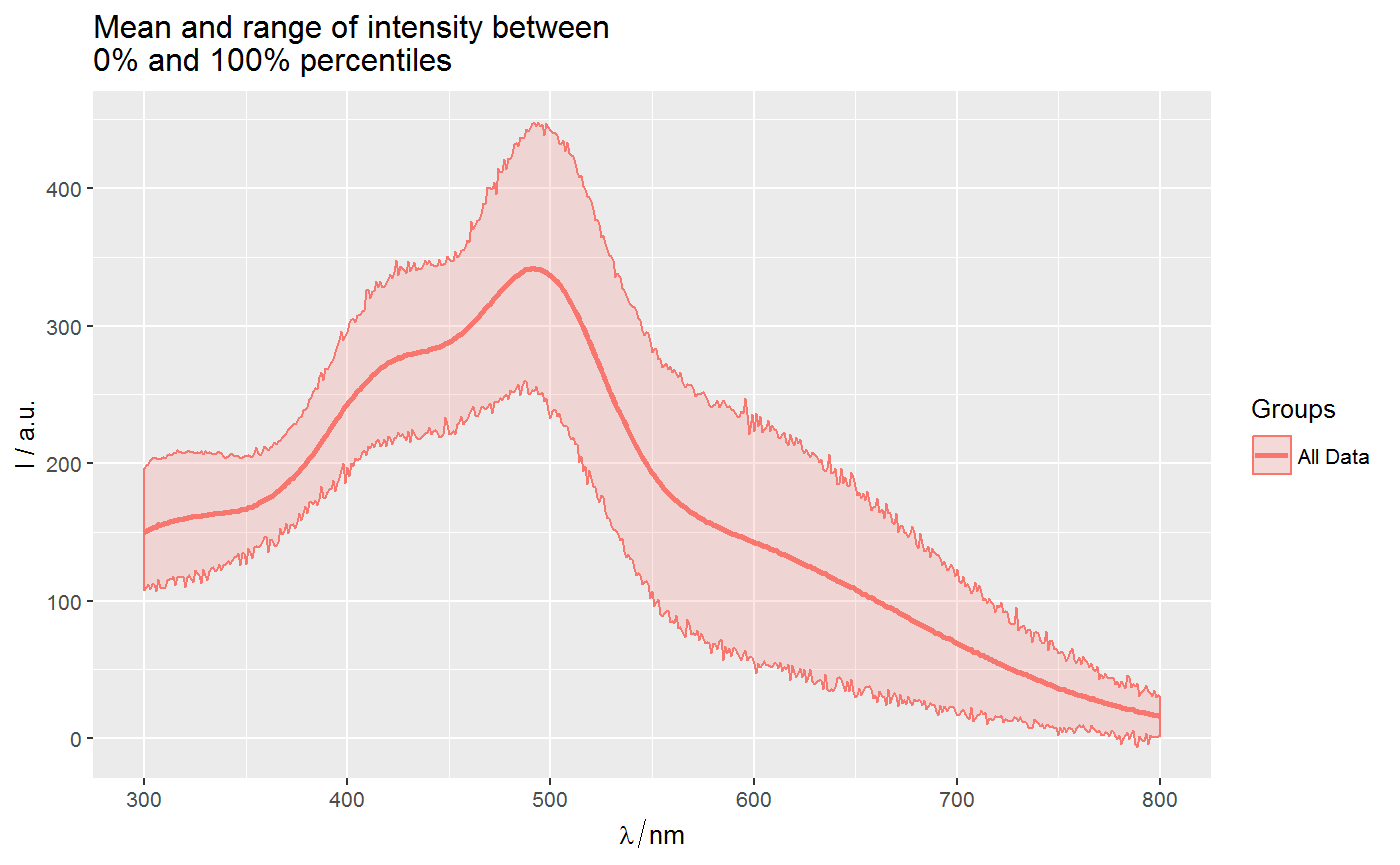 Mean and range of intensity between
0% and 100% percentiles
400
300
200
100
0
I / a.u.
300 400 500 600 700 800
λ/nm
Groups
All Data